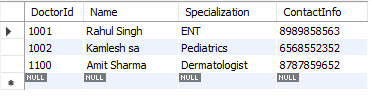 DoctorId Name Specialization ContactInfo
1001 Rahul Singh ENT 8989858563
1002 Kamlesh sa Pediatrics 6568552352
1100 Amit Sharma Dermatologist 8787859652
NULL NULL NULL NULL